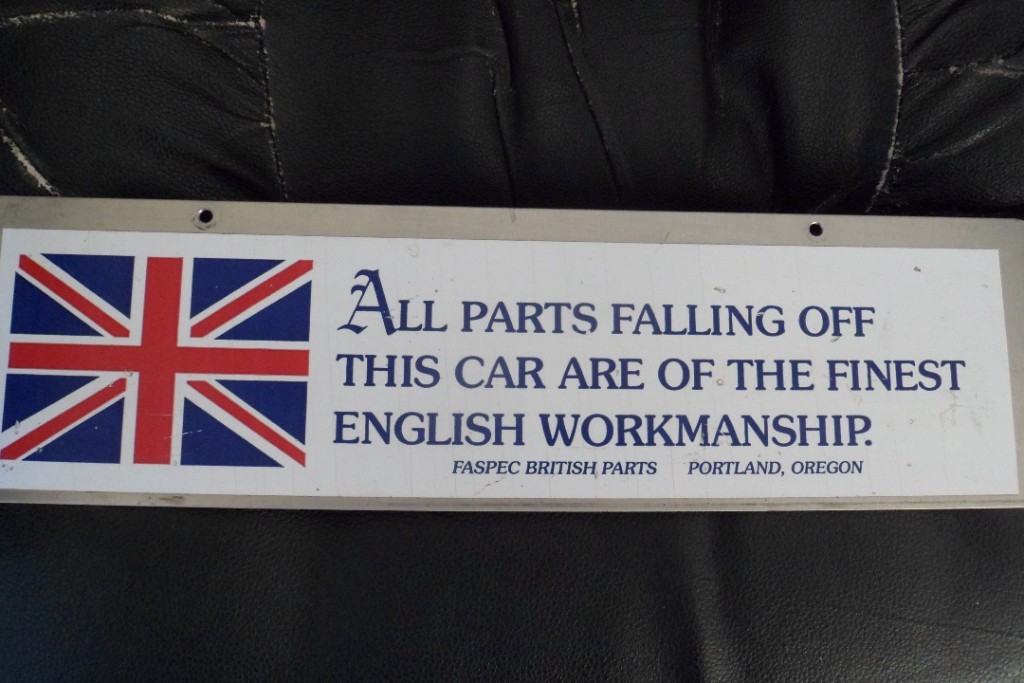 ALL PARTS FALLING OFF
THIS CAR ARE OF THE FINEST
ENGLISH WORKMANSHIP.
FASPEC BRITISH PARTS PORTLAND, OREGON